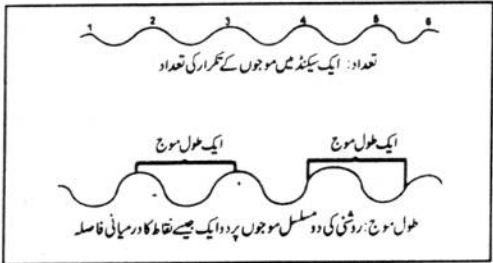 1 2 3 4 5 6
تعداد: ایک سیکنڈ میں موجوں کے تکرار کی تعداد
ایک طول موج ایک طول موج
طول موج: روشنی کی دو مسلسل موجوں پر دو ایک جیسے نقاط کا درمیانی فاصلہ